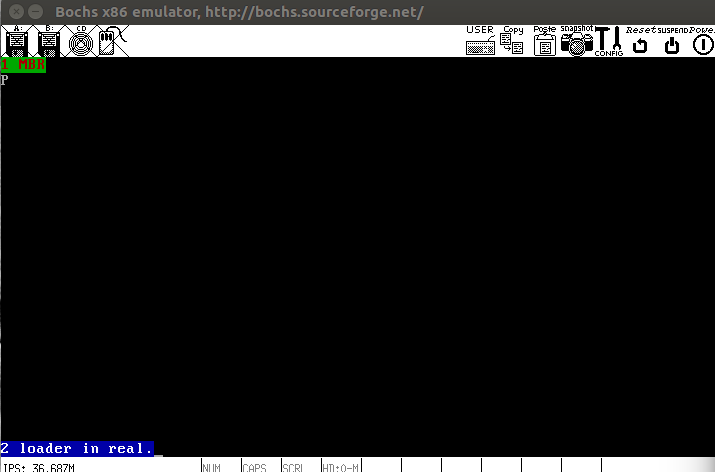 Bochs x86 emulator, http://bochs.sourceforge.net/
A: B: CD USER Copy Paste snapshot CONFIG Reset SUSPEND Power
1 MBR
P
2 loader in real.
IPS: 36.687M NUM CAPS SCRL HD:0-M